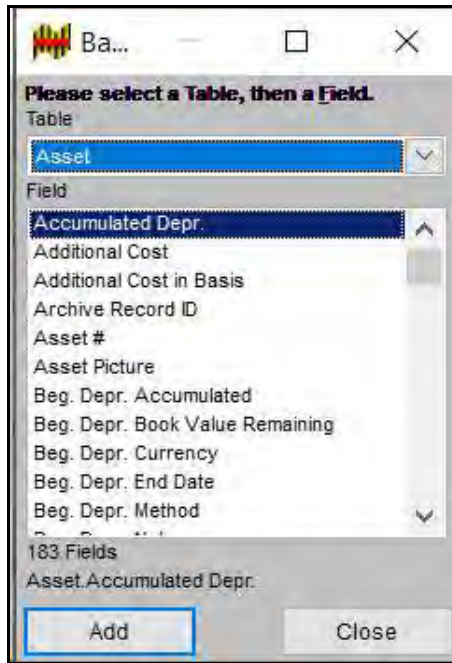 Ba...
Please select a Table, then a Field.
Table
Asset
Field
Accumulated Depr.
Additional Cost
Additional Cost in Basis
Archive Record ID
Asset #
Asset Picture
Beg. Depr. Accumulated
Beg. Depr. Book Value Remaining
Beg. Depr. Currency
Beg. Depr. End Date
Beg. Depr. Method
183 Fields
Asset.Accumulated Depr.
Add Close